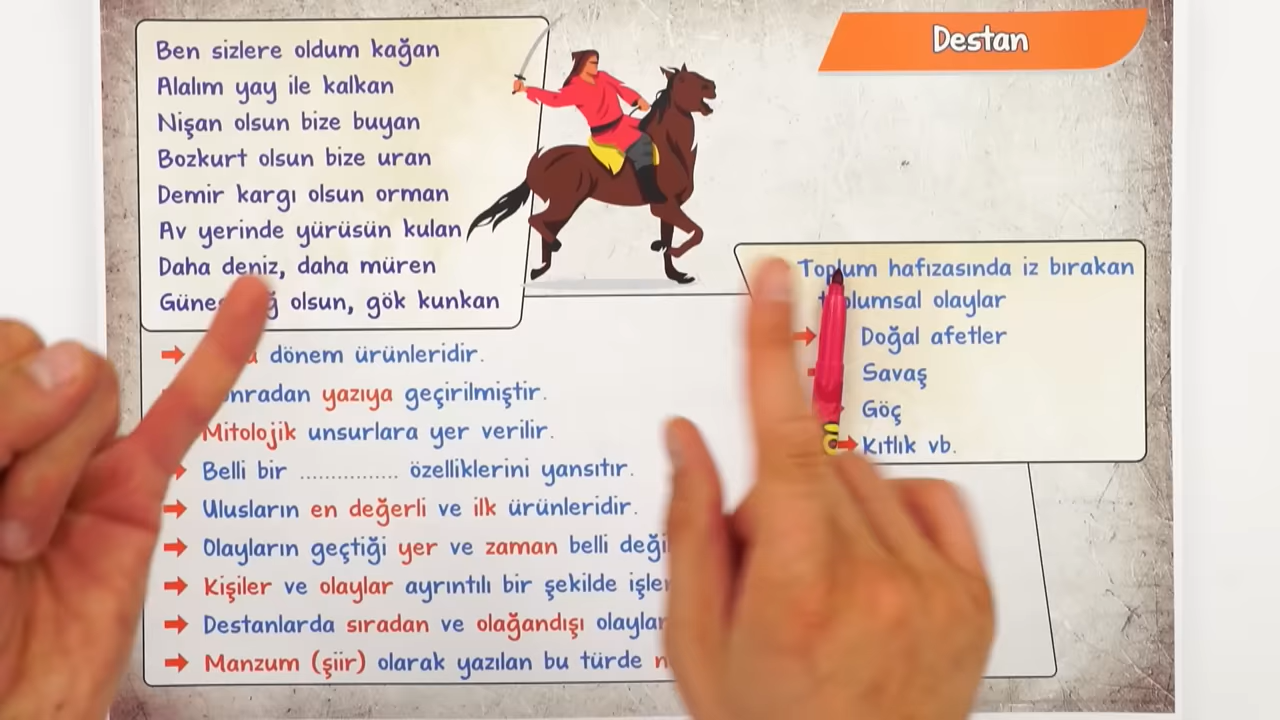 Destan
Ben sizlere oldum kağan
Alalım yay ile kalkan
Nişan olsun bize buyan
Bozkurt olsun bize uran
Demir kargı olsun orman
Av yerinde yürüsün kulan
Daha deniz, daha müren
olsun, gök kunkan
Toplum hafızasında iz bırakan
toplumsal olaylar
Doğal afetler
Savaş
Göç
Kıtlık vb.
dönem ürünleridir.
yazıya geçirilmiştir.
Mitolojik unsurlara yer verilir.
Belli bir ................ özelliklerini yansıtır.
Ulusların en değerli ve ilk ürünleridir.
Olayların geçtiği yer ve zaman belli
Kişiler ve olaylar ayrıntılı bir şekilde
Destanlarda sıradan ve olağandışı
Manzum (şiir) olarak yazılan bu türde